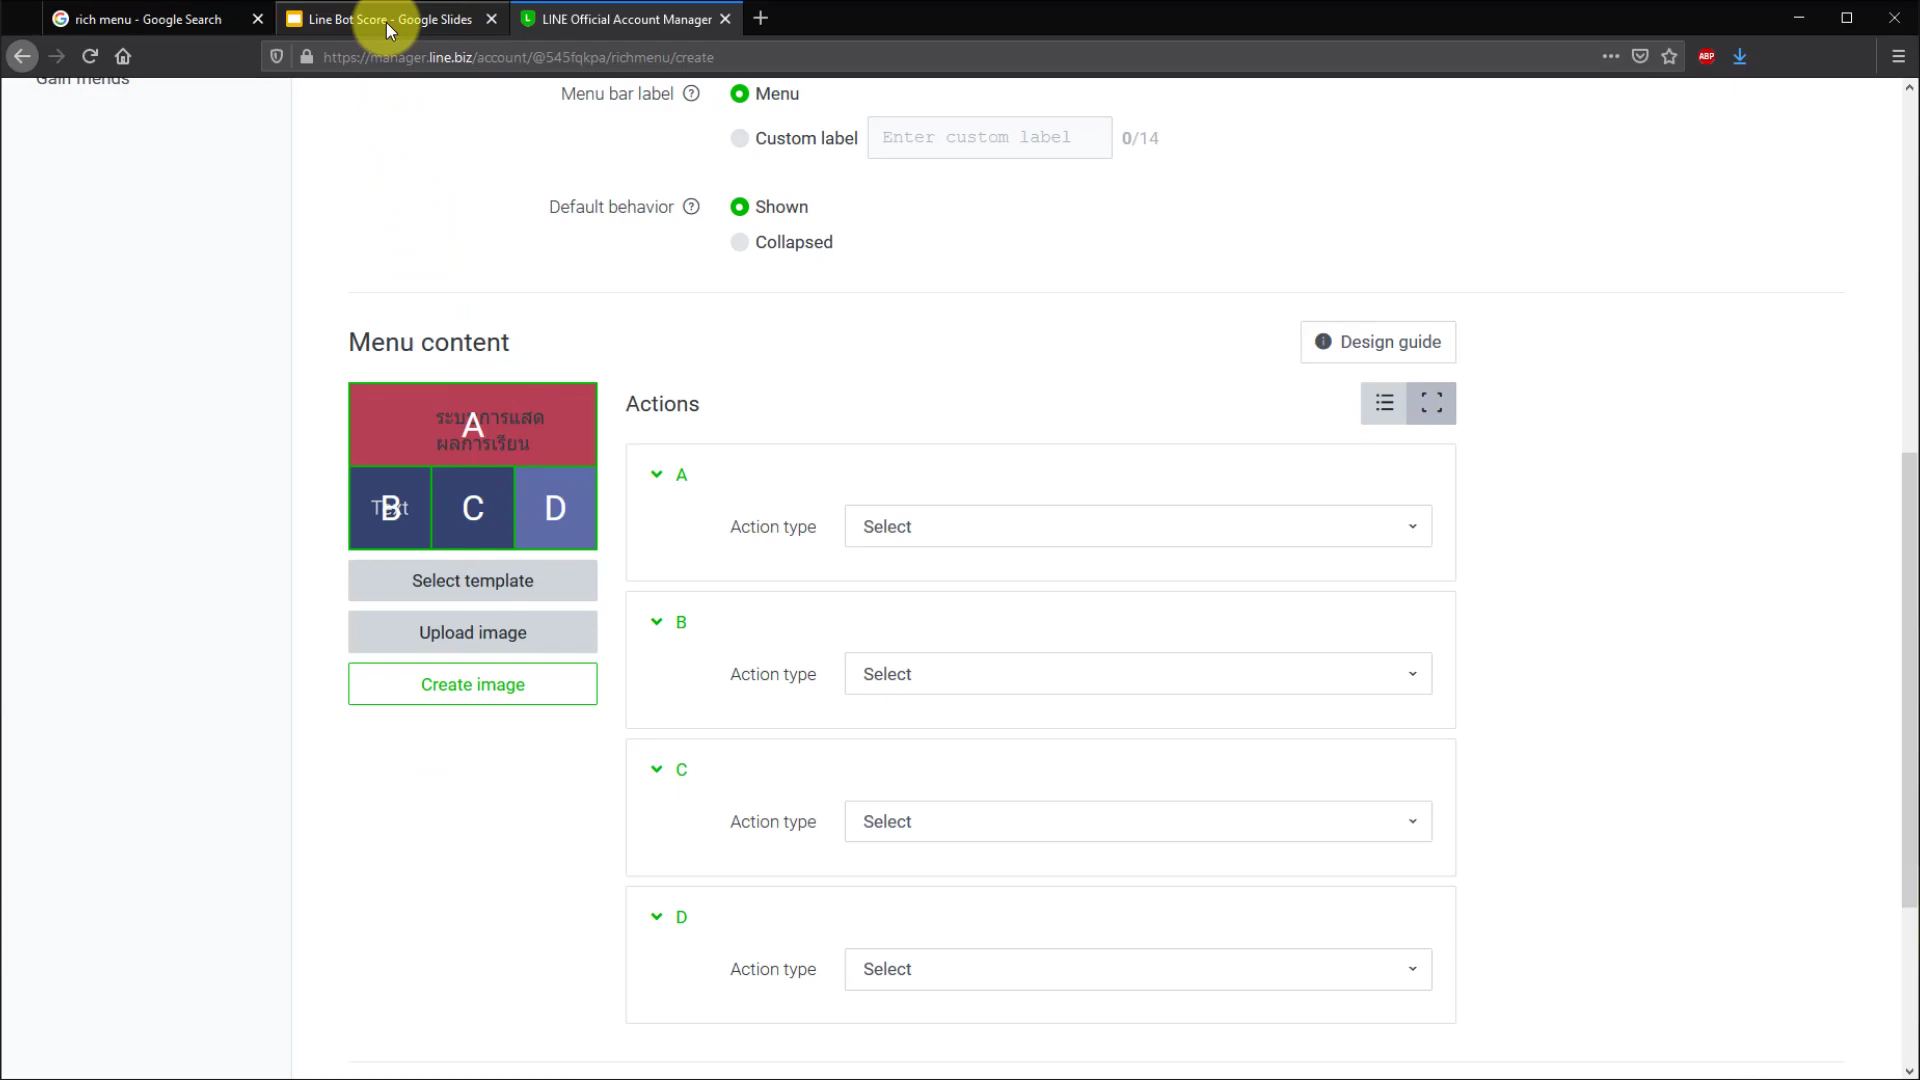 rich menu - Google Search
Line Bot Score - Google Slides
LINE Official Account Manager
https://manager.line.biz/account/@545fqkpa/richmenu/create
ABP
Gain friends
Menu bar label
Menu
Custom label
Enter custom label
0/14
Default behavior
Shown
Collapsed
Menu content
Design guide
A
ระบบการแสด
ผลการเรียน
Text
B
C
D
Select template
Upload image
Create image
Actions
A
Action type
Select
B
Action type
Select
C
Action type
Select
D
Action type
Select